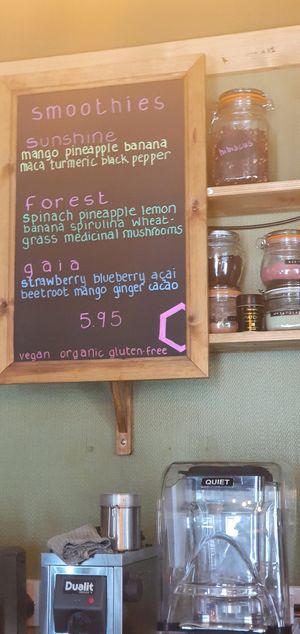 smoothies
sunshine
mango pineapple banana
maca turmeric black pepper
forest
spinach pineapple lemon
banana spirulina wheat-
grass medicinal mushrooms
gaia
strawberry blueberry acai
beetroot mango ginger cacao
5.95
vegan organic gluten-free
hibiscus
QUIET
Dualit